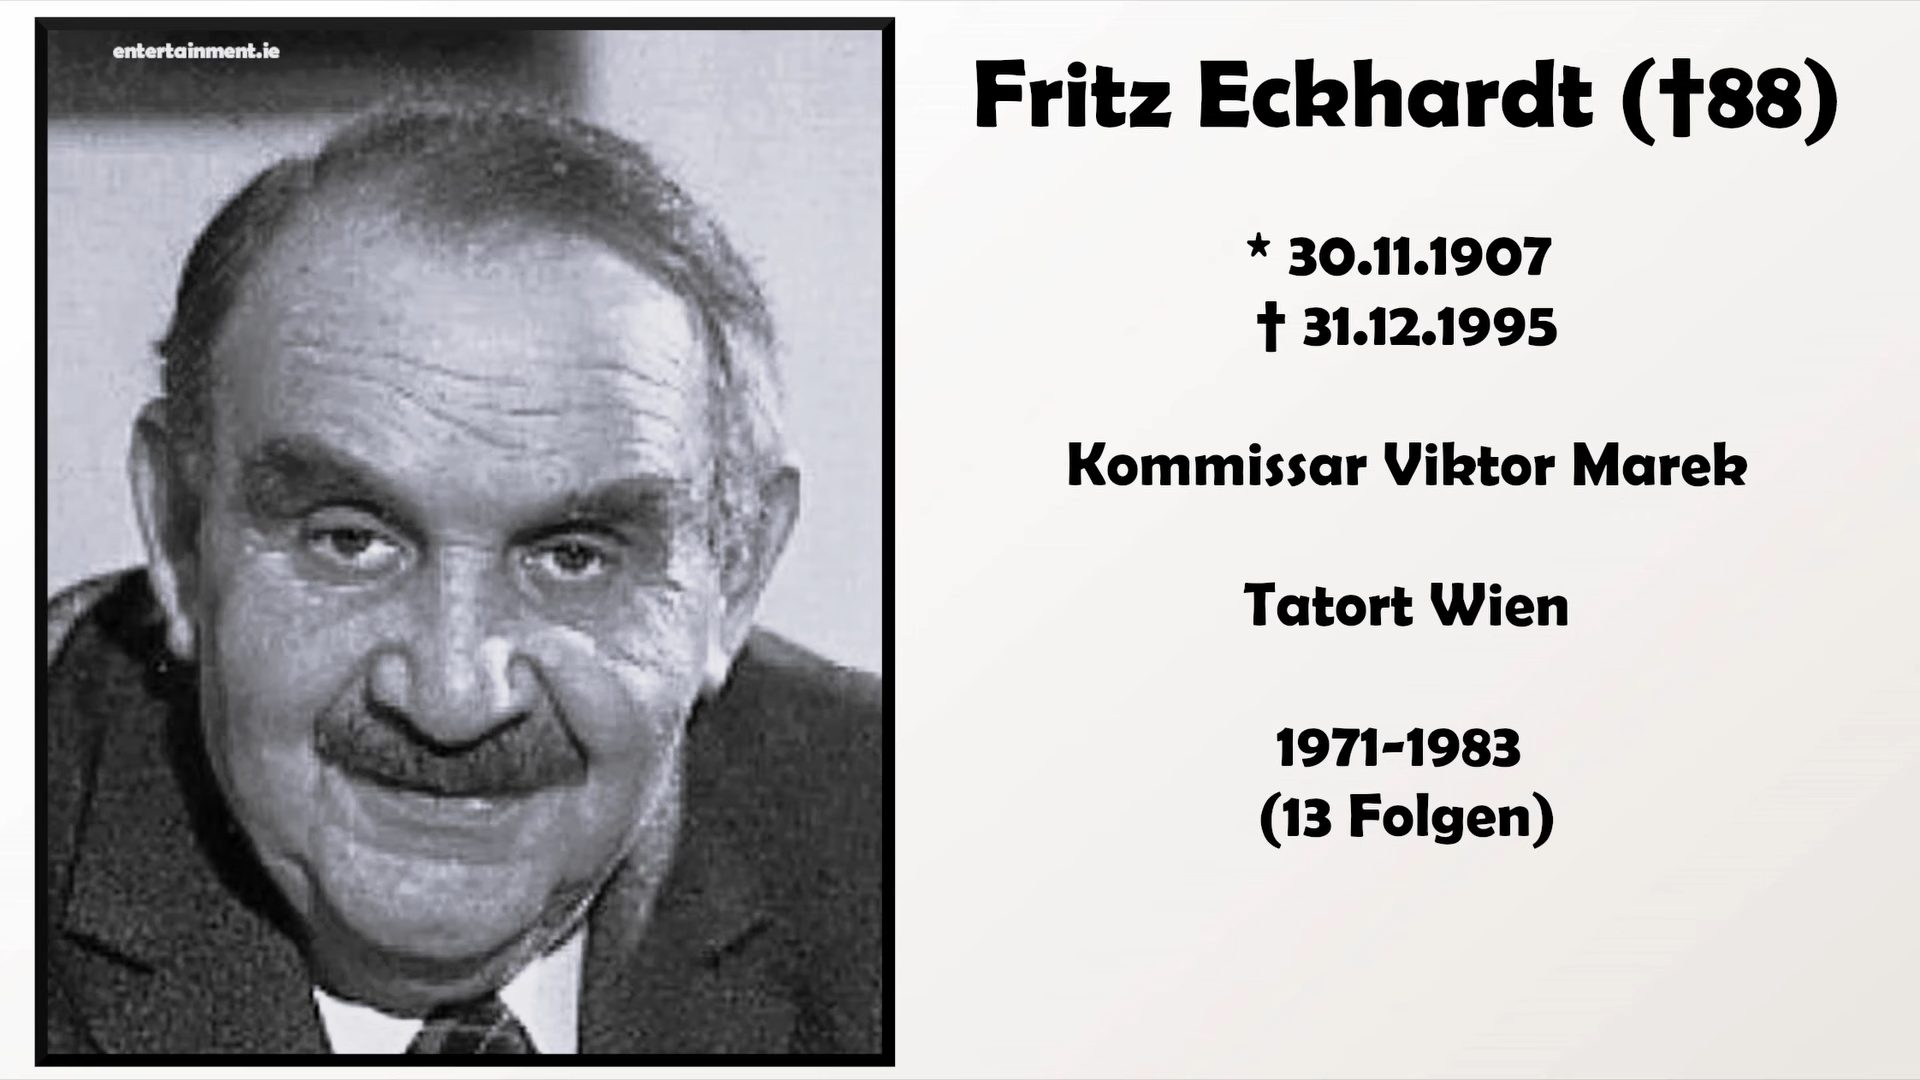 entertainment.ie
Fritz Eckhardt (†88)
* 30.11.1907
† 31.12.1995
Kommissar Viktor Marek
Tatort Wien
1971-1983
(13 Folgen)